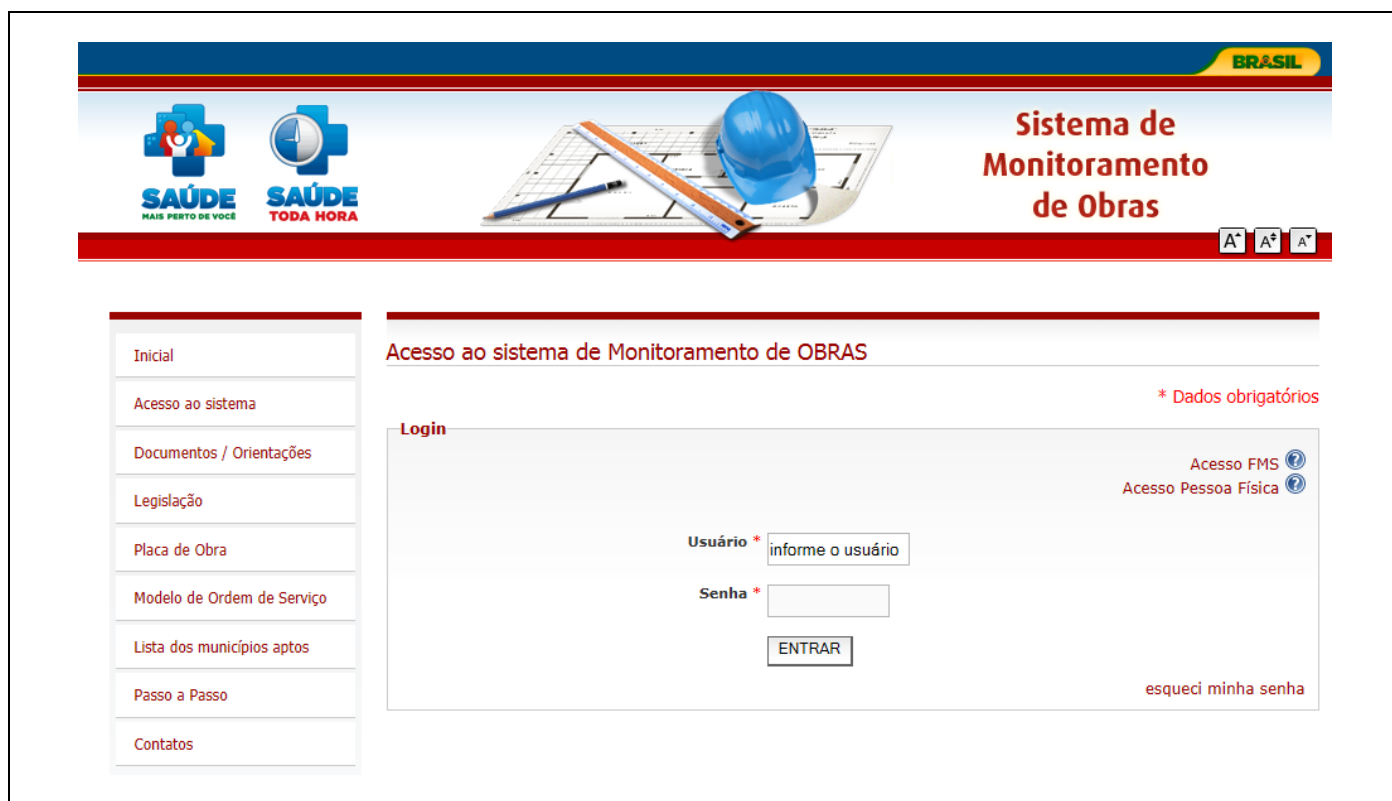 BRASIL
SAÚDE
MAIS PERTO DE VOCÊ
SAÚDE
TODA HORA
Sistema de
Monitoramento
de Obras
A A A
Inicial
Acesso ao sistema
Documentos / Orientações
Legislação
Placa de Obra
Modelo de Ordem de Serviço
Lista dos municípios aptos
Passo a Passo
Contatos
Acesso ao sistema de Monitoramento de OBRAS
* Dados obrigatórios
Login
Acesso FMS ?
Acesso Pessoa Física ?
Usuário * informe o usuário
Senha *
ENTRAR
esqueci minha senha